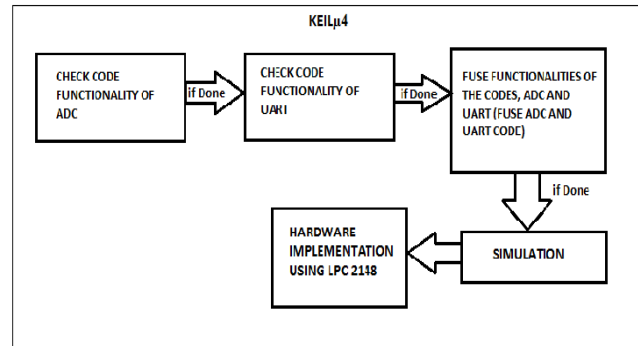 KEILµ4
CHECK CODE
FUNCTIONALITY OF
ADC
if Done
CHECK CODE
FUNCTIONALITY OF
UART
if Done
FUSE FUNCTIONALITIES OF
THE CODES, ADC AND
UART (FUSE ADC AND
UART CODE)
if Done
SIMULATION
HARDWARE
IMPLEMENTATION
USING LPC 2148